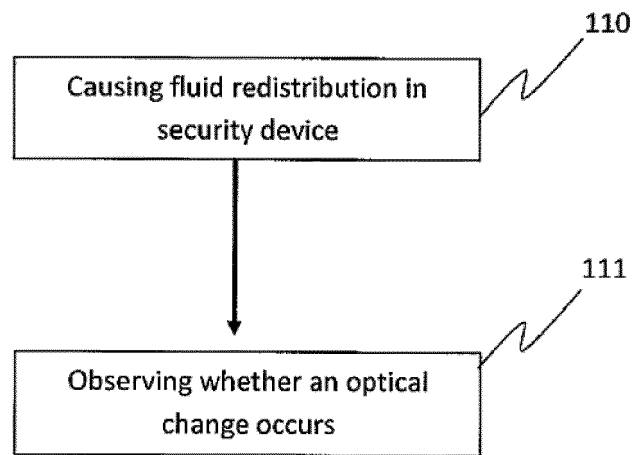 110
Causing fluid redistribution in
security device
111
Observing whether an optical
change occurs